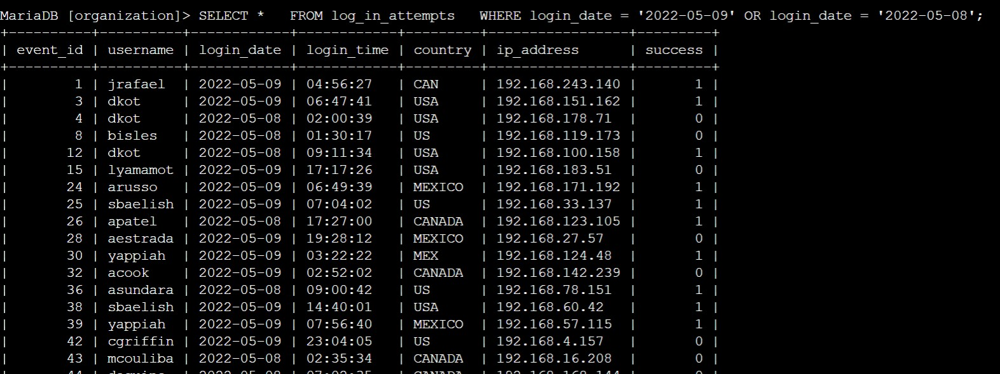 MariaDB [organization]> SELECT *   FROM log_in_attempts   WHERE login_date = '2022-05-09' OR login_date = '2022-05-08';
+----------+----------+------------+------------+---------+-----------------+---------+
| event_id | username | login_date | login_time | country | ip_address      | success |
+----------+----------+------------+------------+---------+-----------------+---------+
|        1 | jrafael  | 2022-05-09 | 04:56:27   | CAN     | 192.168.243.140 |       1 |
|        3 | dkot     | 2022-05-09 | 06:47:41   | USA     | 192.168.151.162 |       1 |
|        4 | dkot     | 2022-05-08 | 02:00:39   | USA     | 192.168.178.71  |       0 |
|        8 | bisles   | 2022-05-08 | 01:30:17   | US      | 192.168.119.173 |       0 |
|       12 | dkot     | 2022-05-08 | 09:11:34   | USA     | 192.168.100.158 |       1 |
|       15 | lyamamot | 2022-05-09 | 17:17:26   | USA     | 192.168.183.51  |       0 |
|       24 | arusso   | 2022-05-09 | 06:49:39   | MEXICO  | 192.168.171.192 |       1 |
|       25 | sbaelish | 2022-05-09 | 07:04:02   | US      | 192.168.33.137  |       1 |
|       26 | apatel   | 2022-05-08 | 17:27:00   | CANADA  | 192.168.123.105 |       1 |
|       28 | aestrada | 2022-05-09 | 19:28:12   | MEXICO  | 192.168.27.57   |       0 |
|       30 | yappiah  | 2022-05-09 | 03:22:22   | MEX     | 192.168.124.48  |       1 |
|       32 | acook    | 2022-05-09 | 02:52:02   | CANADA  | 192.168.142.239 |       0 |
|       36 | asundara | 2022-05-08 | 09:00:42   | US      | 192.168.78.151  |       1 |
|       38 | sbaelish | 2022-05-09 | 14:40:01   | USA     | 192.168.60.42   |       1 |
|       39 | yappiah  | 2022-05-09 | 07:56:40   | MEXICO  | 192.168.57.115  |       1 |
|       42 | cgriffin | 2022-05-09 | 23:04:05   | US      | 192.168.4.157   |       0 |
|       43 | mcouliba | 2022-05-08 | 02:35:34   | CANADA  | 192.168.16.208  |       0 |